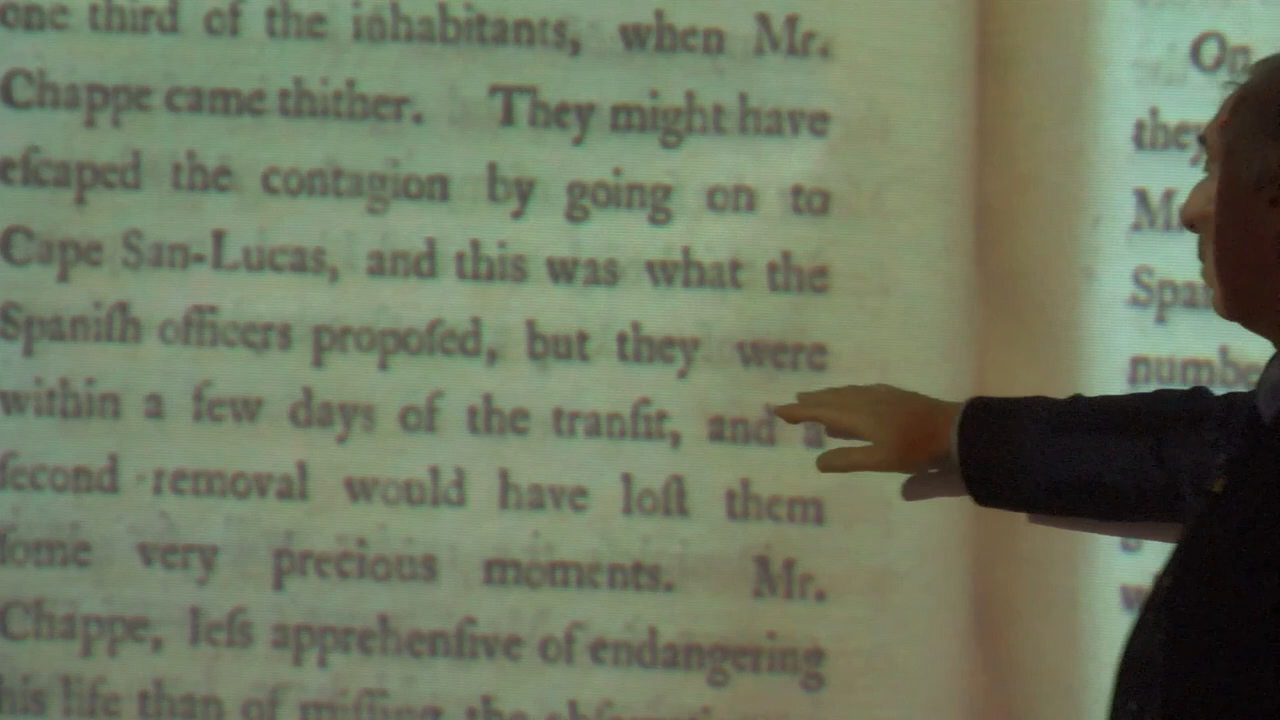 one third of the inhabitants, when Mr.
Chappe came thither. They might have
eſcaped the contagion by going on to
Cape San-Lucas, and this was what the
Spaniſh officers propoſed, but they were
within a few days of the tranſit, and a
ſecond removal would have loſt them
ſome very precious moments. Mr.
Chappe, leſs apprehenſive of endangering
his life than of miſſing the
On
they
Spa
numbe